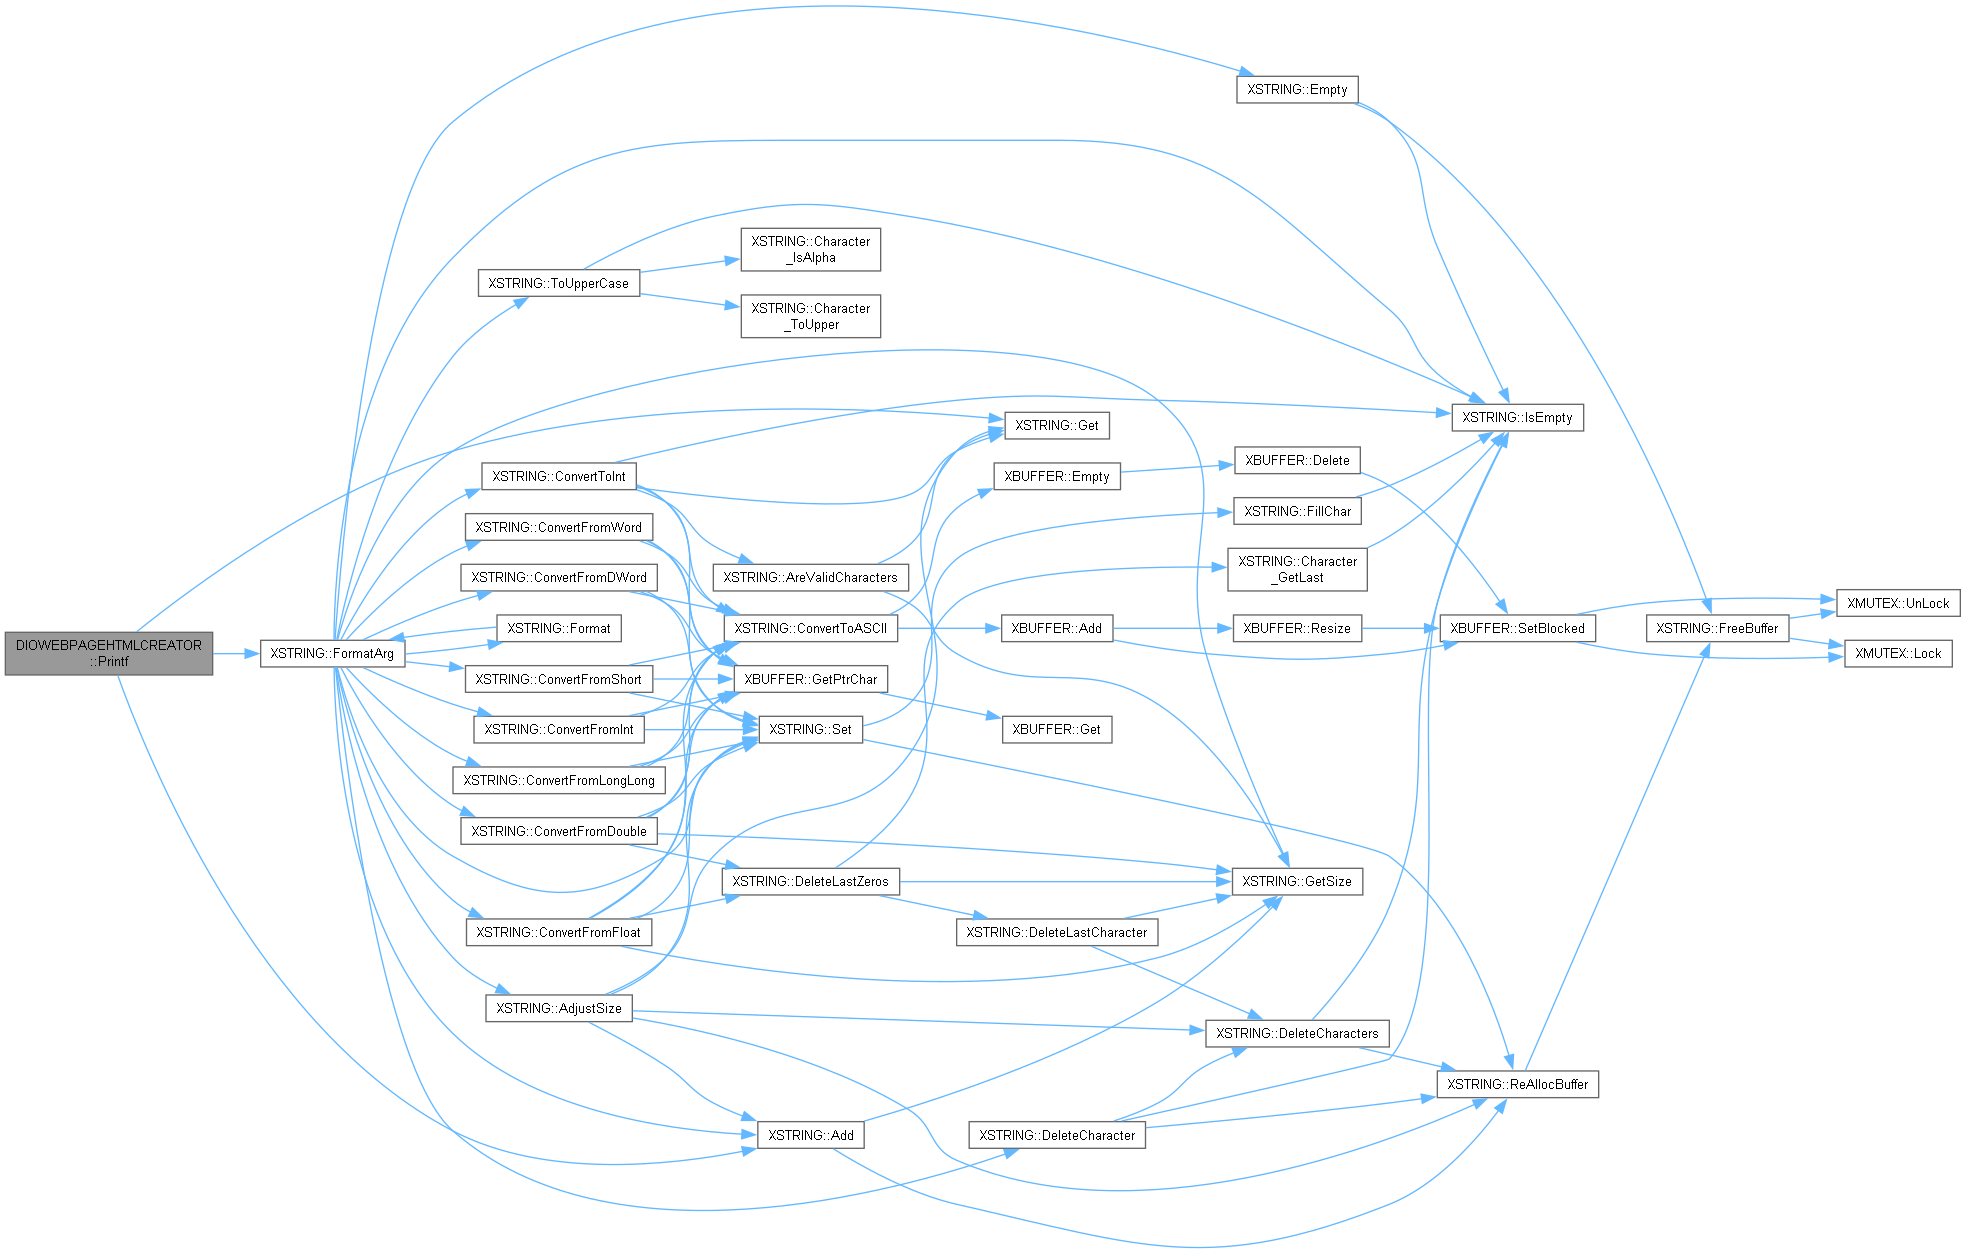 DIOWEBPAGEHTMLCREATOR
::Printf
XSTRING::FormatArg
XSTRING::ToUpperCase
XSTRING::ConvertToInt
XSTRING::ConvertFromWord
XSTRING::ConvertFromDWord
XSTRING::Format
XSTRING::ConvertFromShort
XSTRING::ConvertFromInt
XSTRING::ConvertFromLongLong
XSTRING::ConvertFromDouble
XSTRING::ConvertFromFloat
XSTRING::AdjustSize
XSTRING::Character
_IsAlpha
XSTRING::Character
_ToUpper
XSTRING::AreValidCharacters
XSTRING::ConvertToASCII
XBUFFER::GetPtrChar
XSTRING::Set
XSTRING::DeleteLastZeros
XSTRING::Add
XSTRING::Get
XBUFFER::Empty
XBUFFER::Add
XBUFFER::Get
XSTRING::DeleteLastCharacter
XSTRING::DeleteCharacter
XSTRING::Empty
XBUFFER::Delete
XSTRING::FillChar
XSTRING::Character
_GetLast
XBUFFER::Resize
XSTRING::GetSize
XSTRING::DeleteCharacters
XSTRING::IsEmpty
XBUFFER::SetBlocked
XSTRING::ReAllocBuffer
XSTRING::FreeBuffer
XMUTEX::UnLock
XMUTEX::Lock